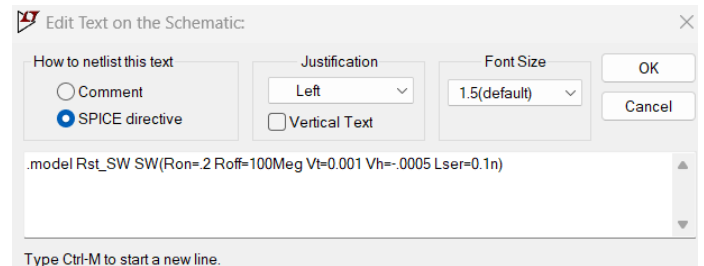 Edit Text on the Schematic:
How to netlist this text
Comment
SPICE directive
Justification
Left
Vertical Text
Font Size
1.5(default)
OK
Cancel
.model Rst_SW SW(Ron=.2 Roff=100Meg Vt=0.001 Vh=-.0005 Lser=0.1n)
Type Ctrl-M to start a new line.